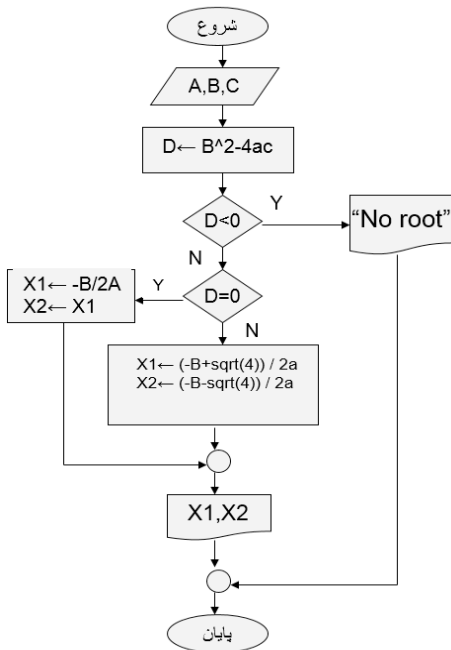 شروع
A,B,C
D← B^2-4ac
D<0
Y
“No root”
N
D=0
Y
X1← -B/2A
X2← X1
N
X1← (-B+sqrt(4)) / 2a
X2← (-B-sqrt(4)) / 2a
X1,X2
پایان